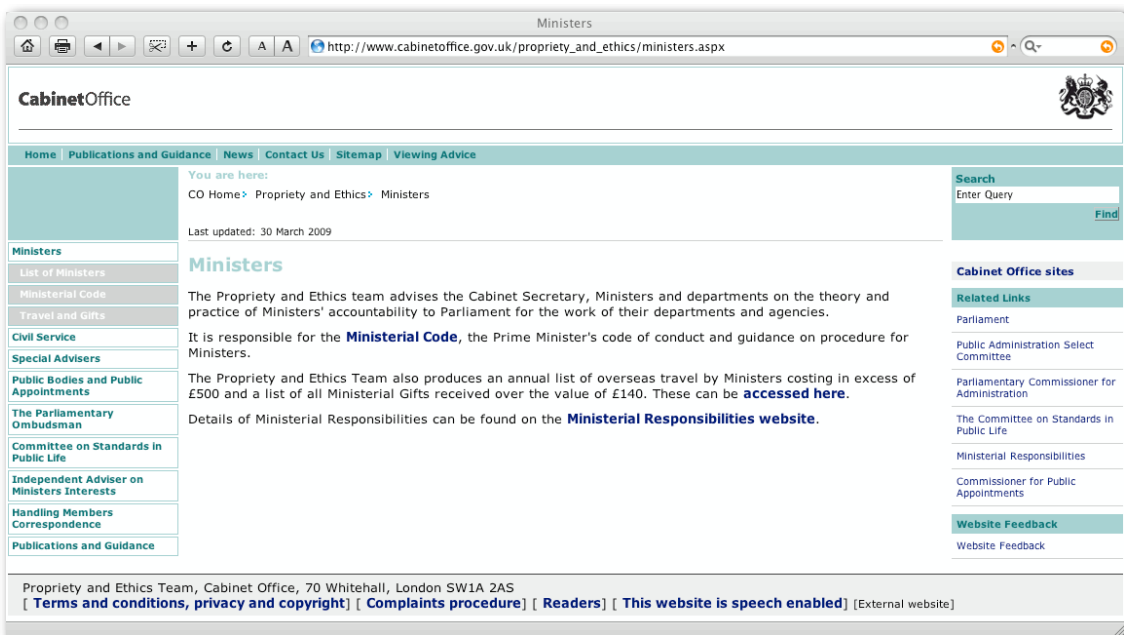 Ministers
A A http://www.cabinetoffice.gov.uk/propriety_and_ethics/ministers.aspx
CabinetOffice
Home Publications and Guidance News Contact Us Sitemap Viewing Advice
You are here:
CO Home Propriety and Ethics Ministers
Last updated: 30 March 2009
Ministers
List of Ministers
Ministerial Code
Travel and Gifts
Civil Service
Special Advisers
Public Bodies and Public
Appointments
The Parliamentary
Ombudsman
Committee on Standards in
Public Life
Independent Adviser on
Ministers Interests
Handling Members
Correspondence
Publications and Guidance
Ministers
The Propriety and Ethics team advises the Cabinet Secretary, Ministers and departments on the theory and
practice of Ministers' accountability to Parliament for the work of their departments and agencies.
It is responsible for the Ministerial Code, the Prime Minister's code of conduct and guidance on procedure for
Ministers.
The Propriety and Ethics Team also produces an annual list of overseas travel by Ministers costing in excess of
£500 and a list of all Ministerial Gifts received over the value of £140. These can be accessed here.
Details of Ministerial Responsibilities can be found on the Ministerial Responsibilities website.
Search
Enter Query
Find
Cabinet Office sites
Related Links
Parliament
Public Administration Select
Committee
Parliamentary Commissioner for
Administration
The Committee on Standards in
Public Life
Ministerial Responsibilities
Commissioner for Public
Appointments
Website Feedback
Website Feedback
Propriety and Ethics Team, Cabinet Office, 70 Whitehall, London SW1A 2AS
[ Terms and conditions, privacy and copyright] [ Complaints procedure] [ Readers] [ This website is speech enabled] [External website]